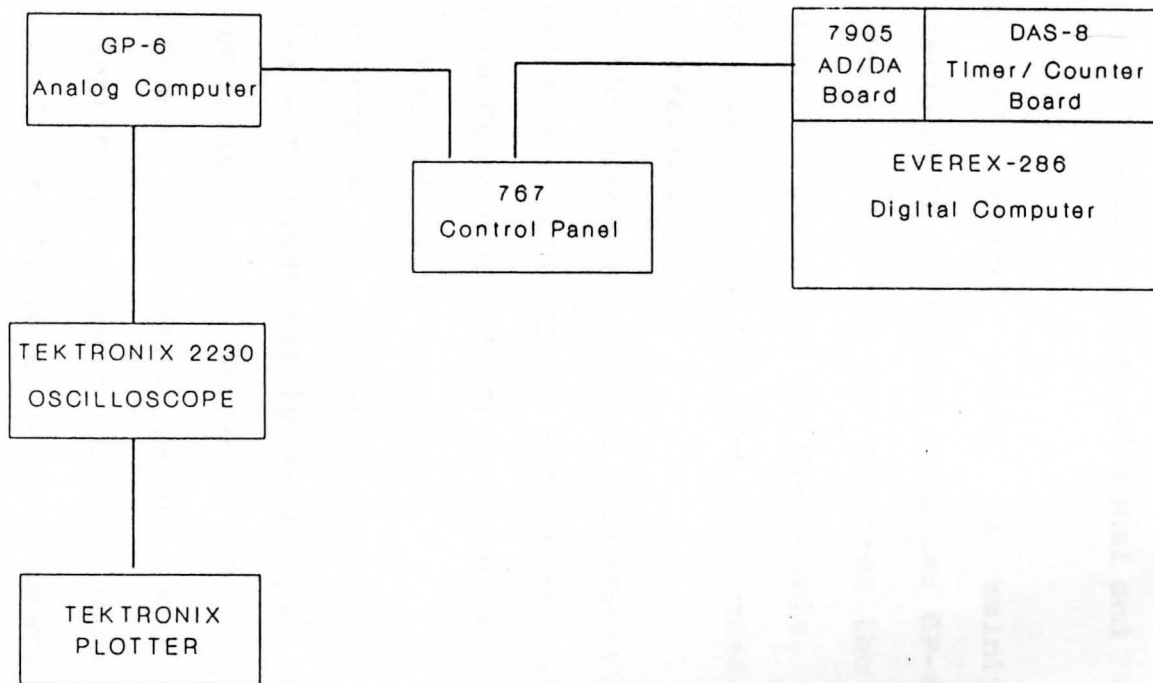 GP-6
Analog Computer
7905
AD/DA
Board
DAS-8
Timer/ Counter
Board
EVEREX-286
Digital Computer
767
Control Panel
TEKTRONIX 2230
OSCILLOSCOPE
TEKTRONIX
PLOTTER